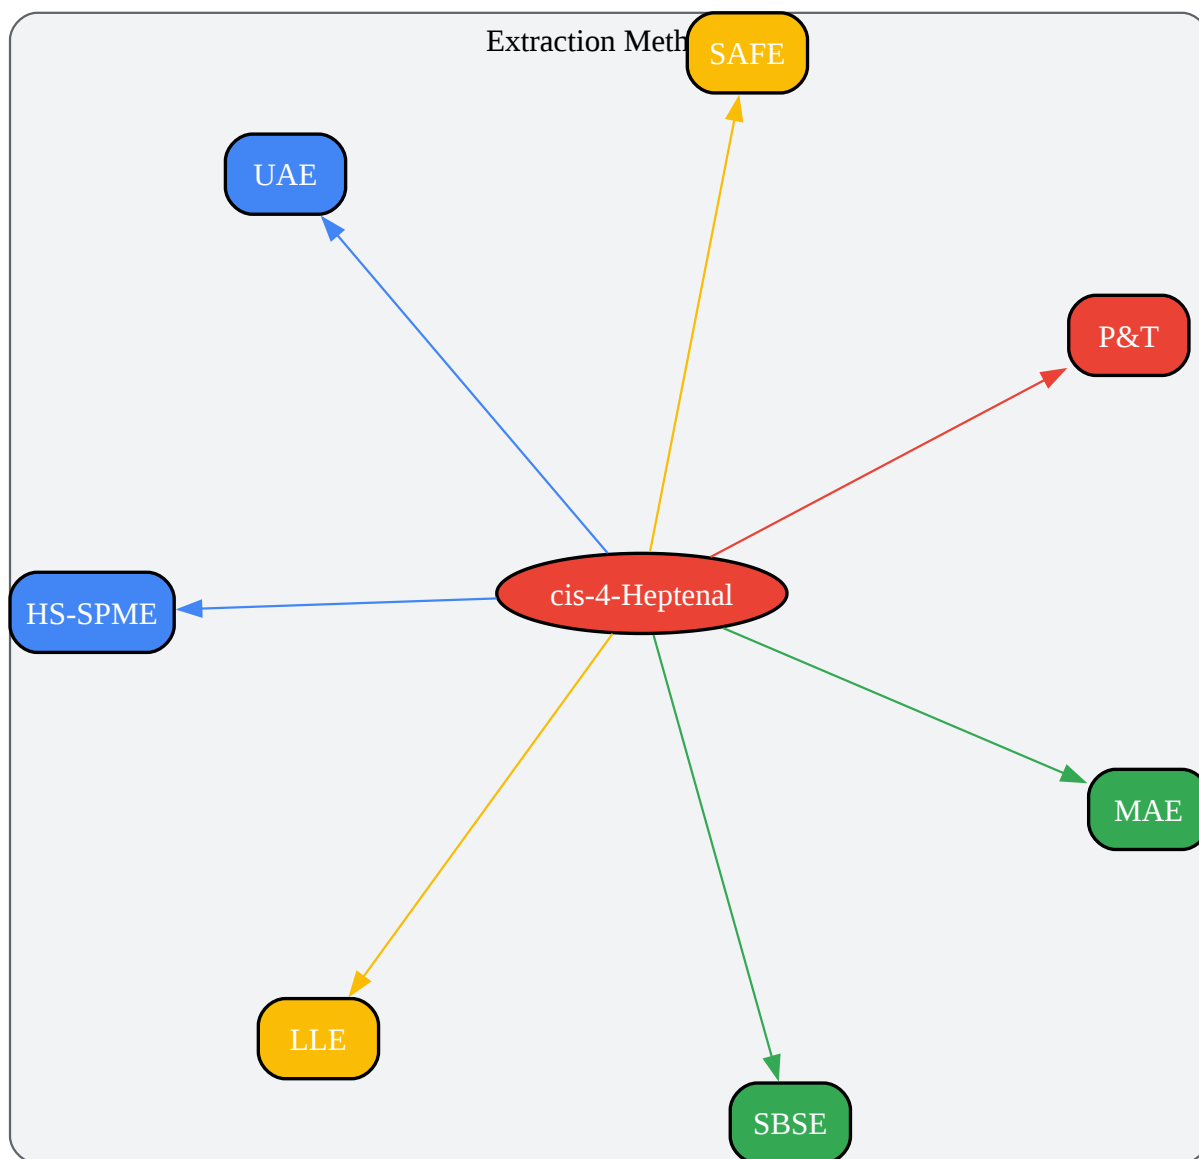 Extraction Meth
SAFE
UAE
P&T
cis-4-Heptenal
HS-SPME
MAE
LLE
SBSE